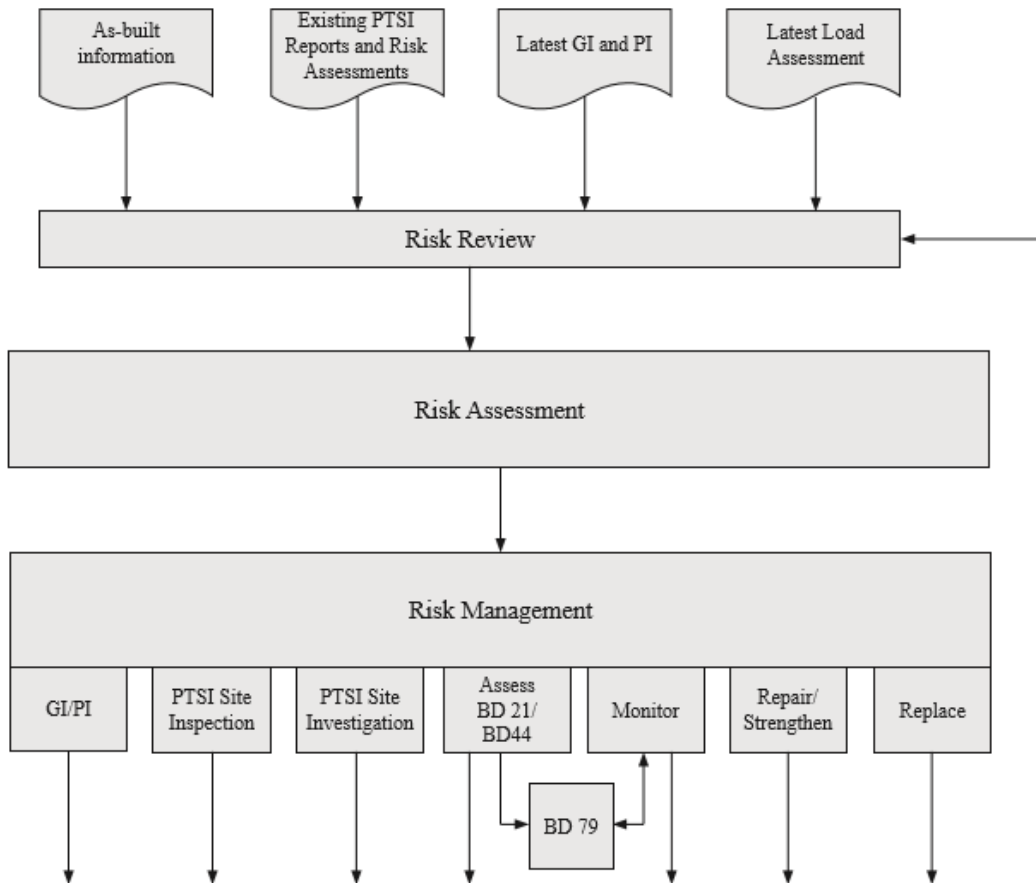 As-built
information
Existing PTSI
Reports and Risk
Assessments
Latest GI and PI
Latest Load
Assessment
Risk Review
Risk Assessment
Risk Management
GI/PI
PTSI Site
Inspection
PTSI Site
Investigation
Assess
BD 21/
BD44
Monitor
Repair/
Strengthen
Replace
BD 79